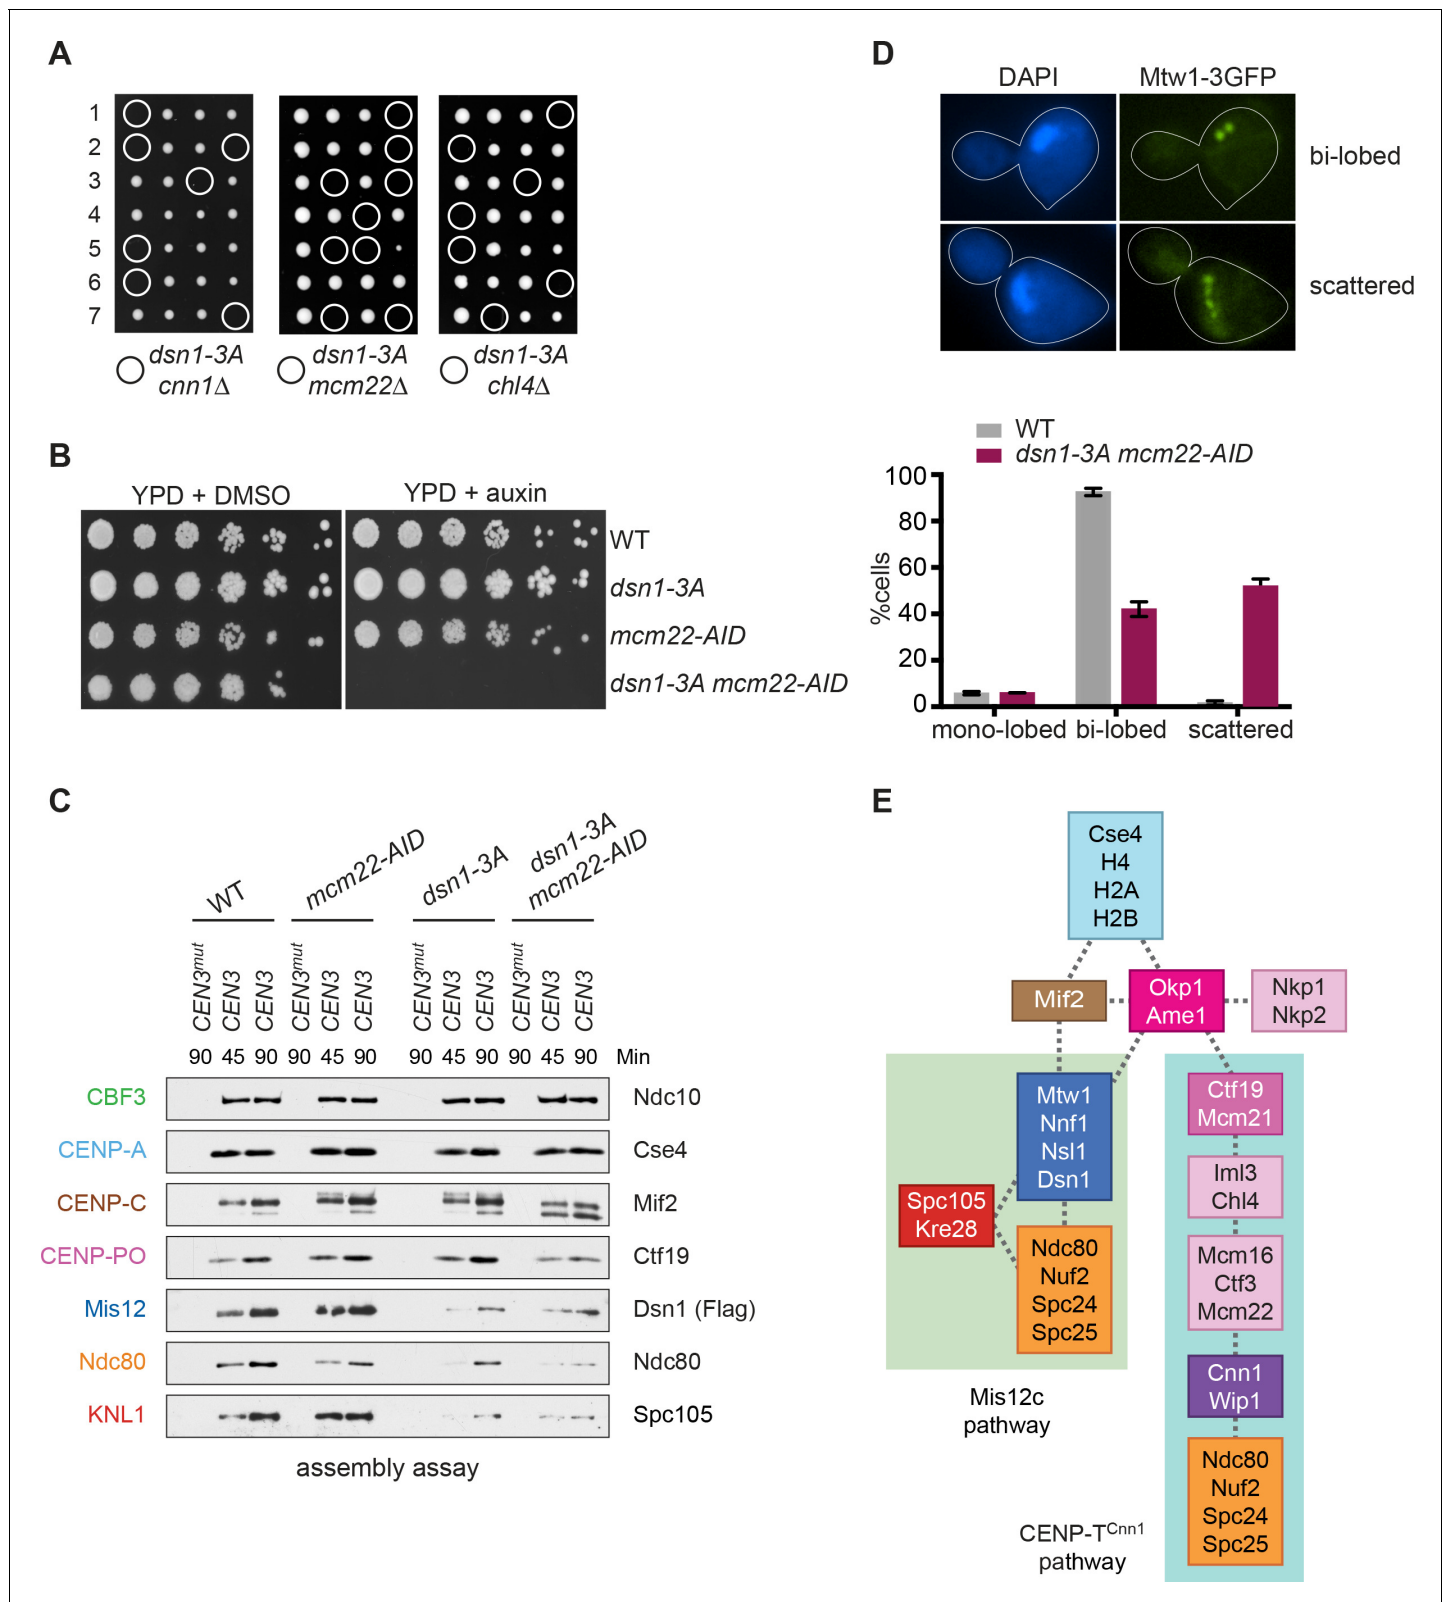 A
1
2
3
4
5
6
7
dsn1-3A
cnn1Δ
dsn1-3A
mcm22Δ
dsn1-3A
chl4Δ
B
YPD + DMSO
YPD + auxin
WT
dsn1-3A
mcm22-AID
dsn1-3A mcm22-AID
C
WT
mcm22-AID
dsn1-3A
dsn1-3A
mcm22-AID
CEN3mut
CEN3
CEN3
CEN3mut
CEN3
CEN3
CEN3mut
CEN3
CEN3
CEN3mut
CEN3
CEN3
90 45 90 90 45 90 90 45 90 90 45 90 Min
CBF3 Ndc10
CENP-A Cse4
CENP-C Mif2
CENP-PO Ctf19
Mis12 Dsn1 (Flag)
Ndc80 Ndc80
KNL1 Spc105
assembly assay
D
DAPI Mtw1-3GFP
bi-lobed
scattered
WT
dsn1-3A mcm22-AID
%cells
100
80
60
40
20
0
mono-lobed bi-lobed scattered
E
Cse4
H4
H2A
H2B
Mif2
Okp1
Ame1
Nkp1
Nkp2
Mtw1
Nnf1
Nsl1
Dsn1
Spc105
Kre28
Ndc80
Nuf2
Spc24
Spc25
Mis12c
pathway
Ctf19
Mcm21
Iml3
Chl4
Mcm16
Ctf3
Mcm22
Cnn1
Wip1
Ndc80
Nuf2
Spc24
Spc25
CENP-TCnn1
pathway